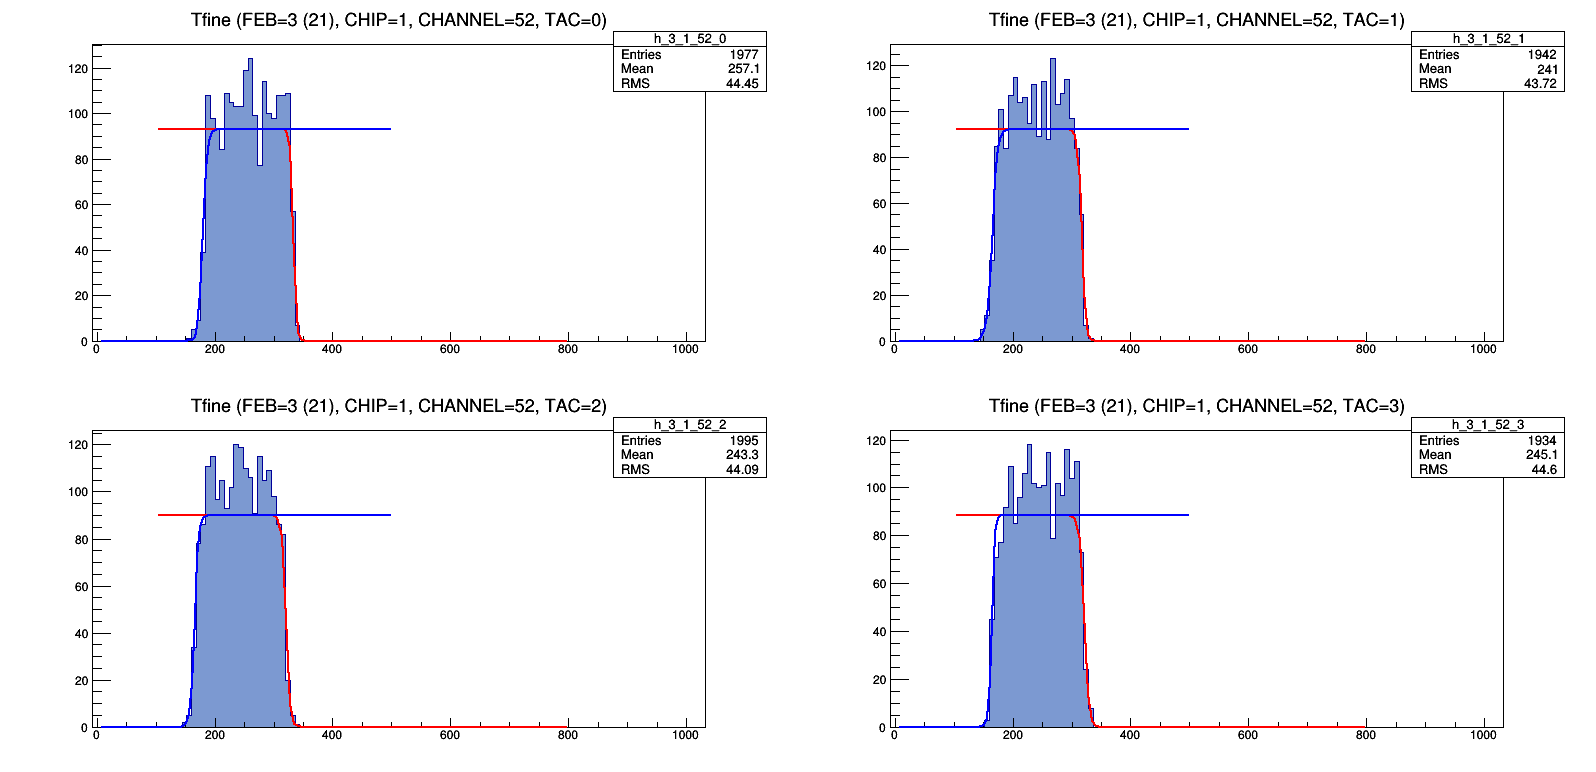 Tfine (FEB=3 (21), CHIP=1, CHANNEL=52, TAC=0)
h_3_1_52_0
Entries 1977
Mean 257.1
RMS 44.45
120
100
80
60
40
20
0
0 200 400 600 800 1000
Tfine (FEB=3 (21), CHIP=1, CHANNEL=52, TAC=1)
h_3_1_52_1
Entries 1942
Mean 241
RMS 43.72
120
100
80
60
40
20
0
0 200 400 600 800 1000
Tfine (FEB=3 (21), CHIP=1, CHANNEL=52, TAC=2)
h_3_1_52_2
Entries 1995
Mean 243.3
RMS 44.09
120
100
80
60
40
20
0
0 200 400 600 800 1000
Tfine (FEB=3 (21), CHIP=1, CHANNEL=52, TAC=3)
h_3_1_52_3
Entries 1934
Mean 245.1
RMS 44.6
120
100
80
60
40
20
0
0 200 400 600 800 1000